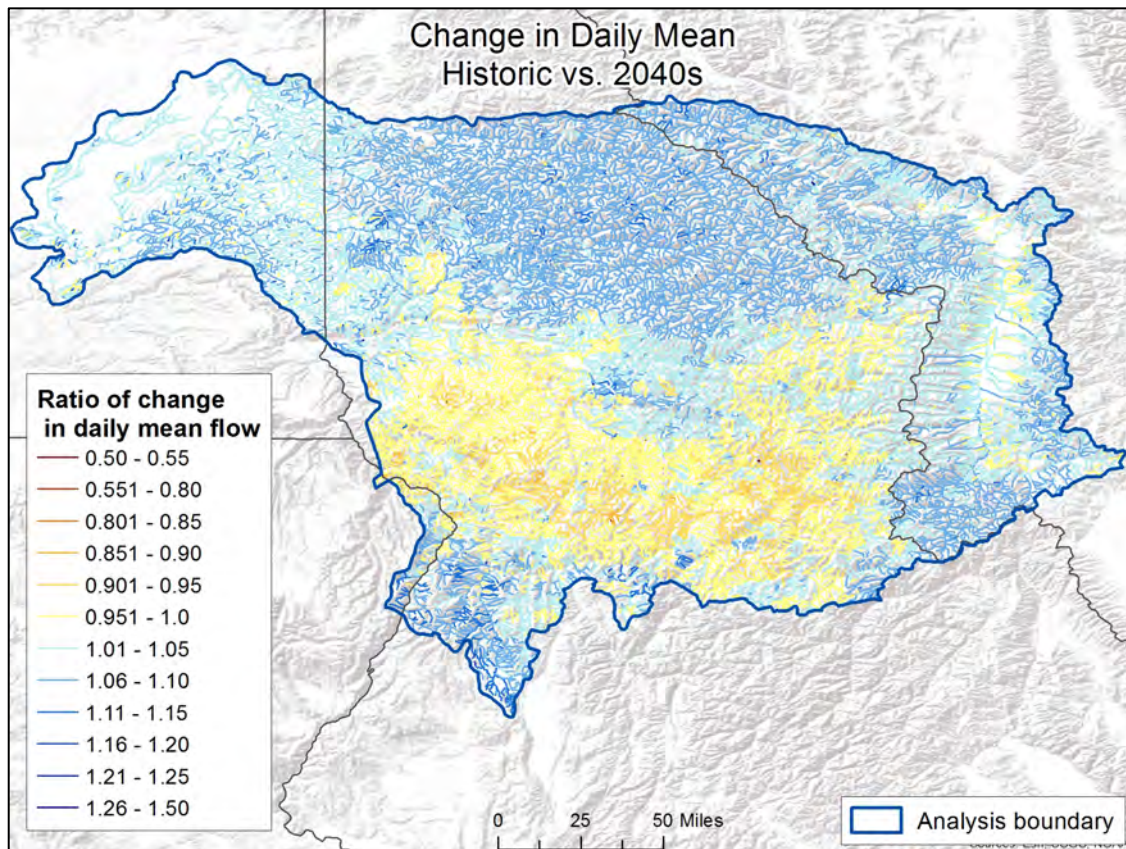 Change in Daily Mean
Historic vs. 2040s
Ratio of change
in daily mean flow
0.50 - 0.55
0.551 - 0.80
0.801 - 0.85
0.851 - 0.90
0.901 - 0.95
0.951 - 1.0
1.01 - 1.05
1.06 - 1.10
1.11 - 1.15
1.16 - 1.20
1.21 - 1.25
1.26 - 1.50
0 25 50 Miles
Analysis boundary
Sources: Esri, USGS,